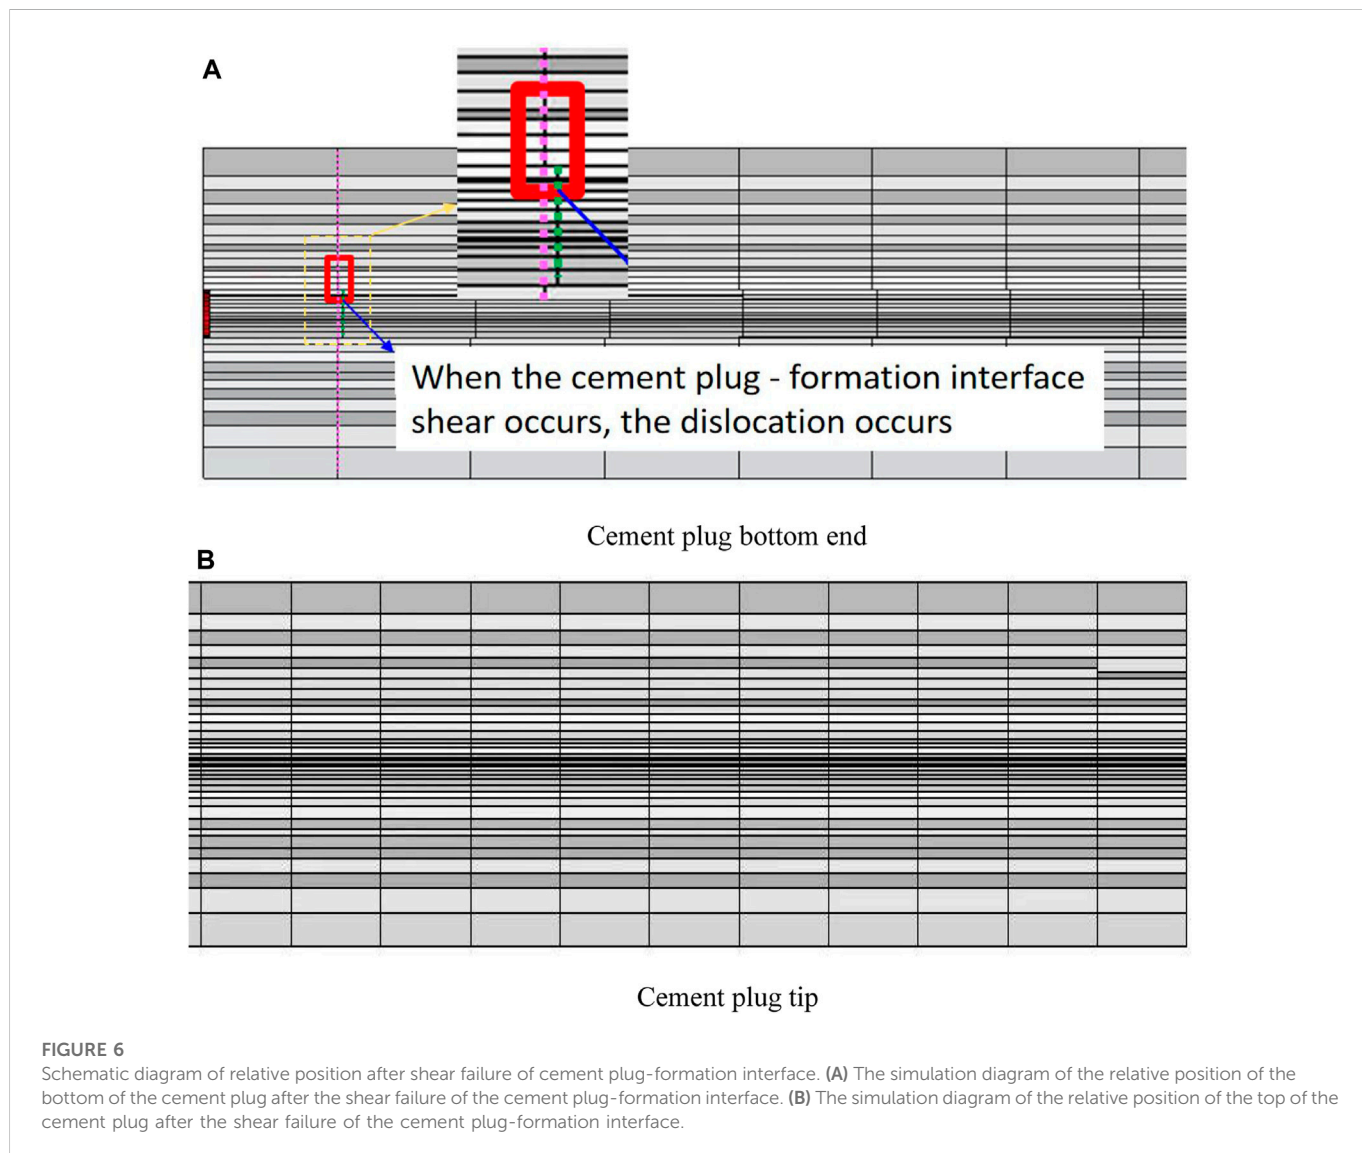 A
When the cement plug - formation interface
shear occurs, the dislocation occurs
Cement plug bottom end
B
Cement plug tip
FIGURE 6
Schematic diagram of relative position after shear failure of cement plug-formation interface. (A) The simulation diagram of the relative position of the
bottom of the cement plug after the shear failure of the cement plug-formation interface. (B) The simulation diagram of the relative position of the top of the
cement plug after the shear failure of the cement plug-formation interface.